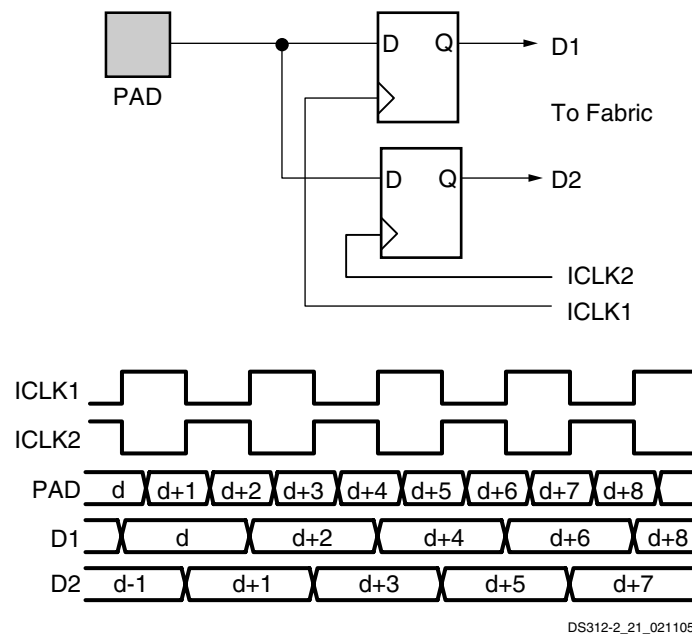 D Q D1
PAD
To Fabric
D Q D2
ICLK2
ICLK1
ICLK1
ICLK2
PAD d d+1 d+2 d+3 d+4 d+5 d+6 d+7 d+8
D1 d d+2 d+4 d+6 d+8
D2 d-1 d+1 d+3 d+5 d+7
DS312-2_21_021105